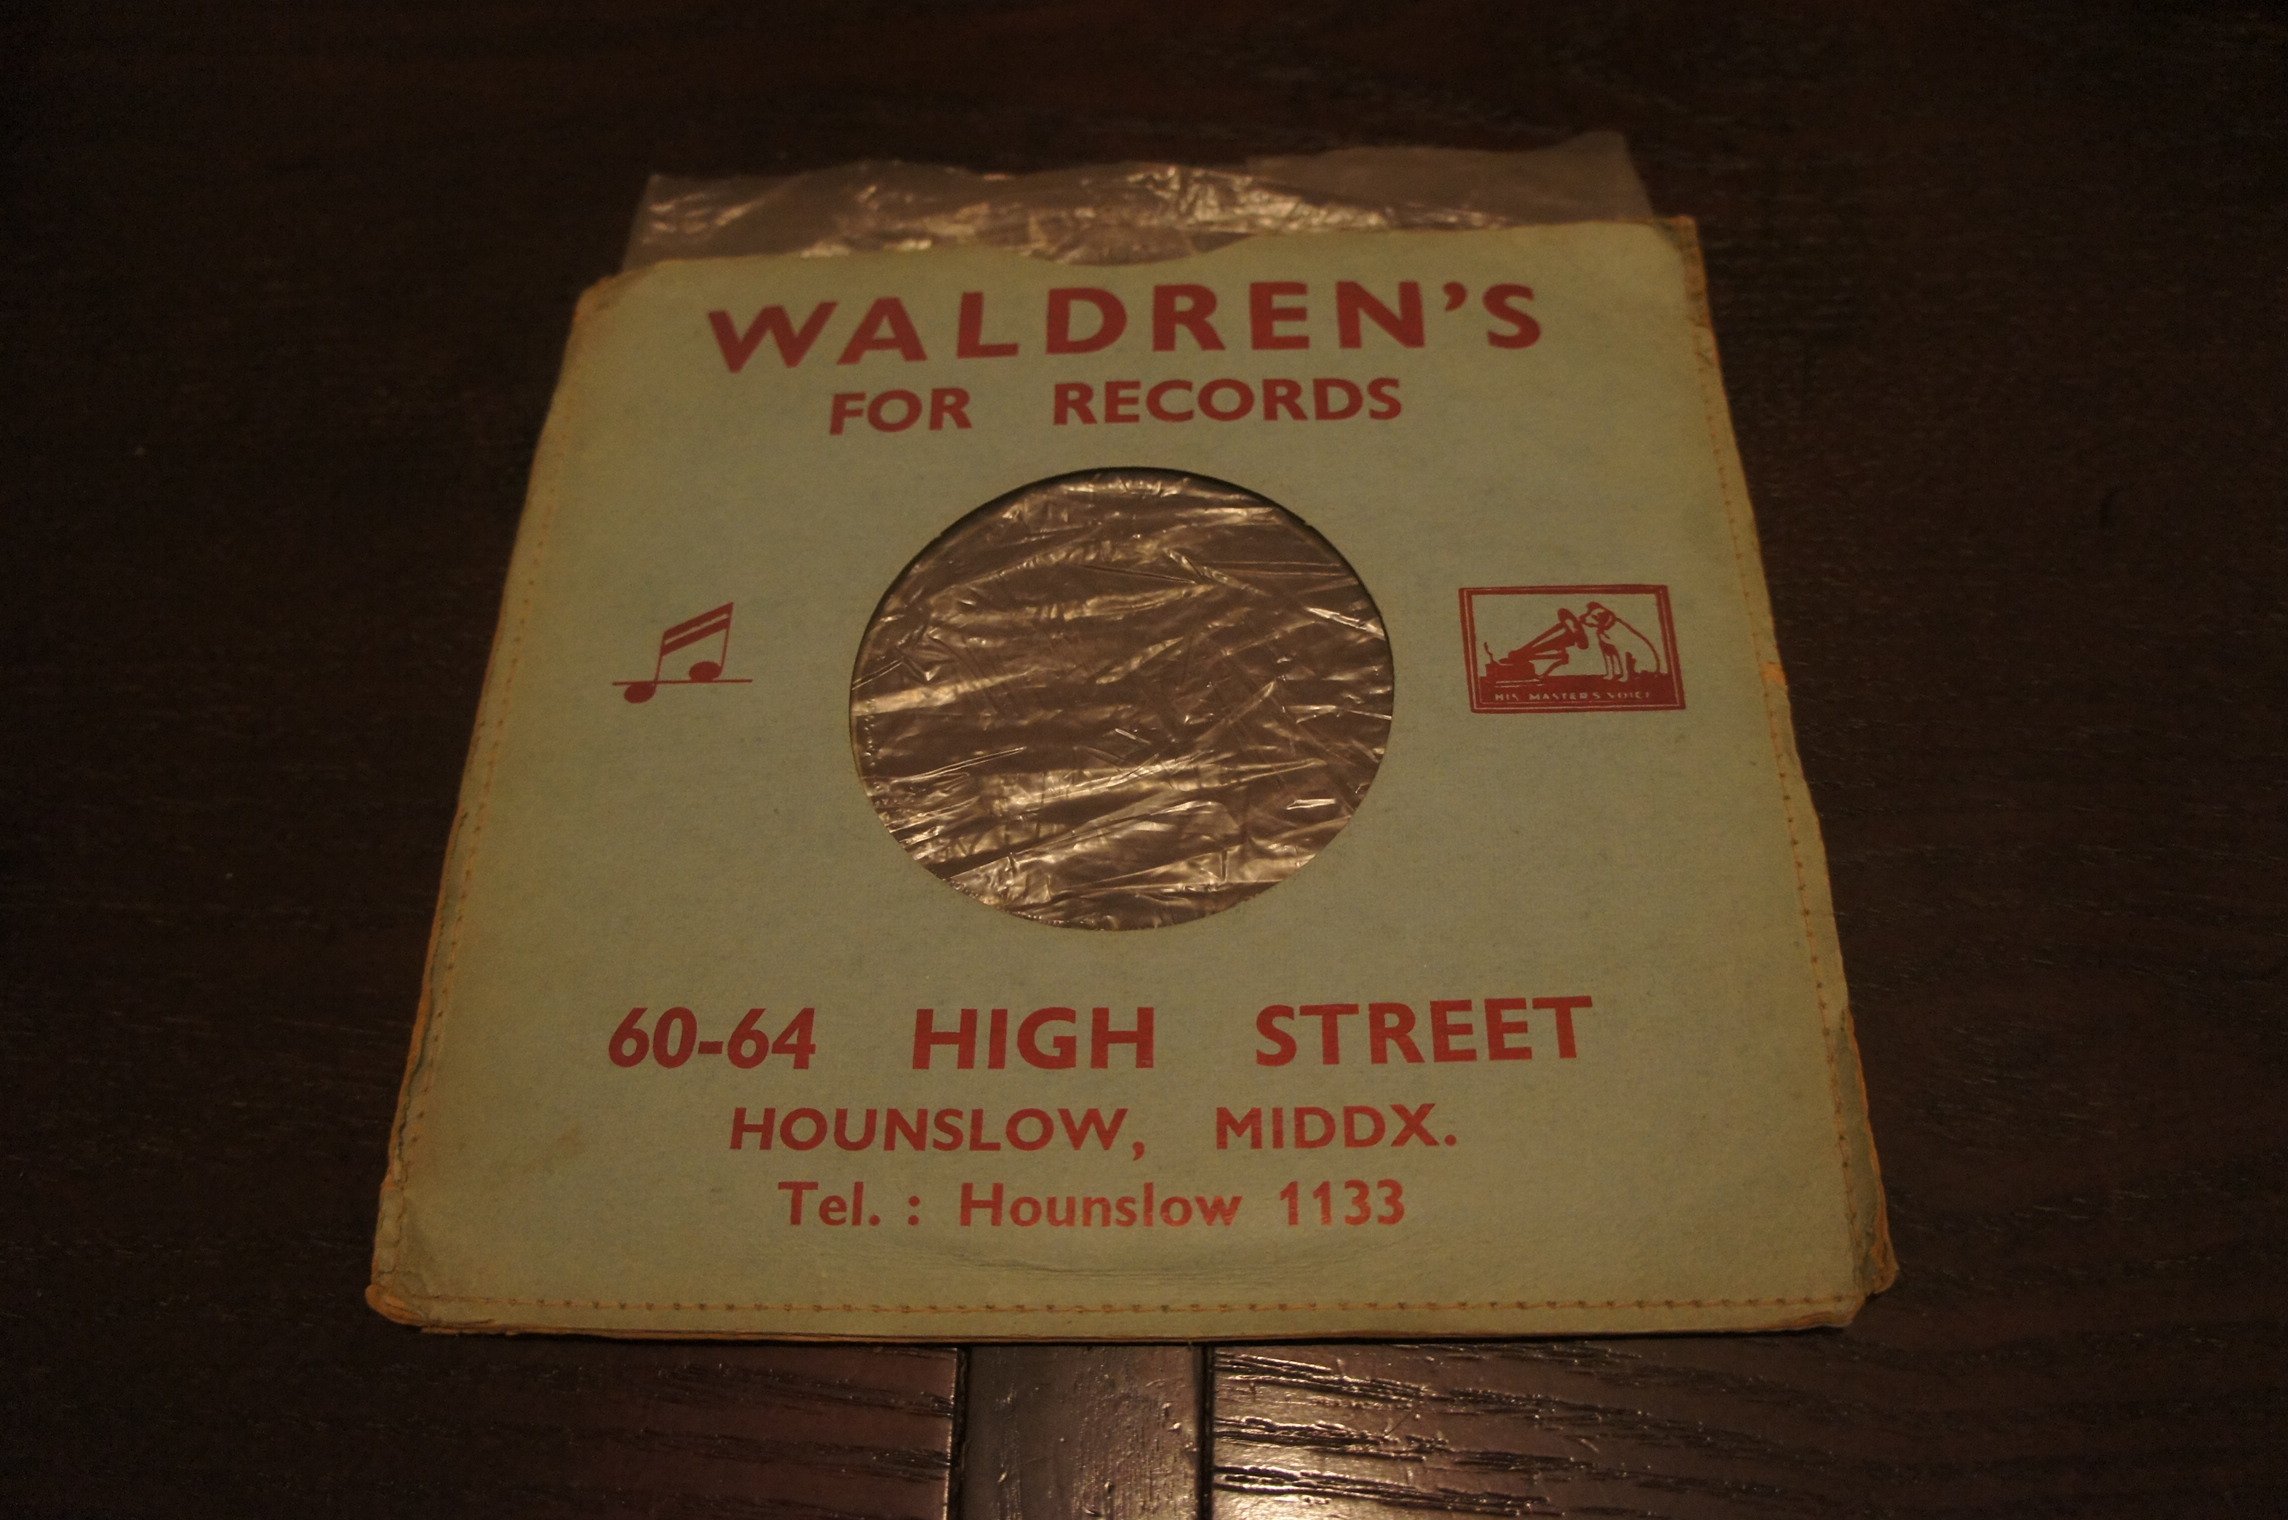 WALDREN'S
FOR RECORDS
HIS MASTER'S VOICE
60-64 HIGH STREET
HOUNSLOW, MIDDX.
Tel. : Hounslow 1133